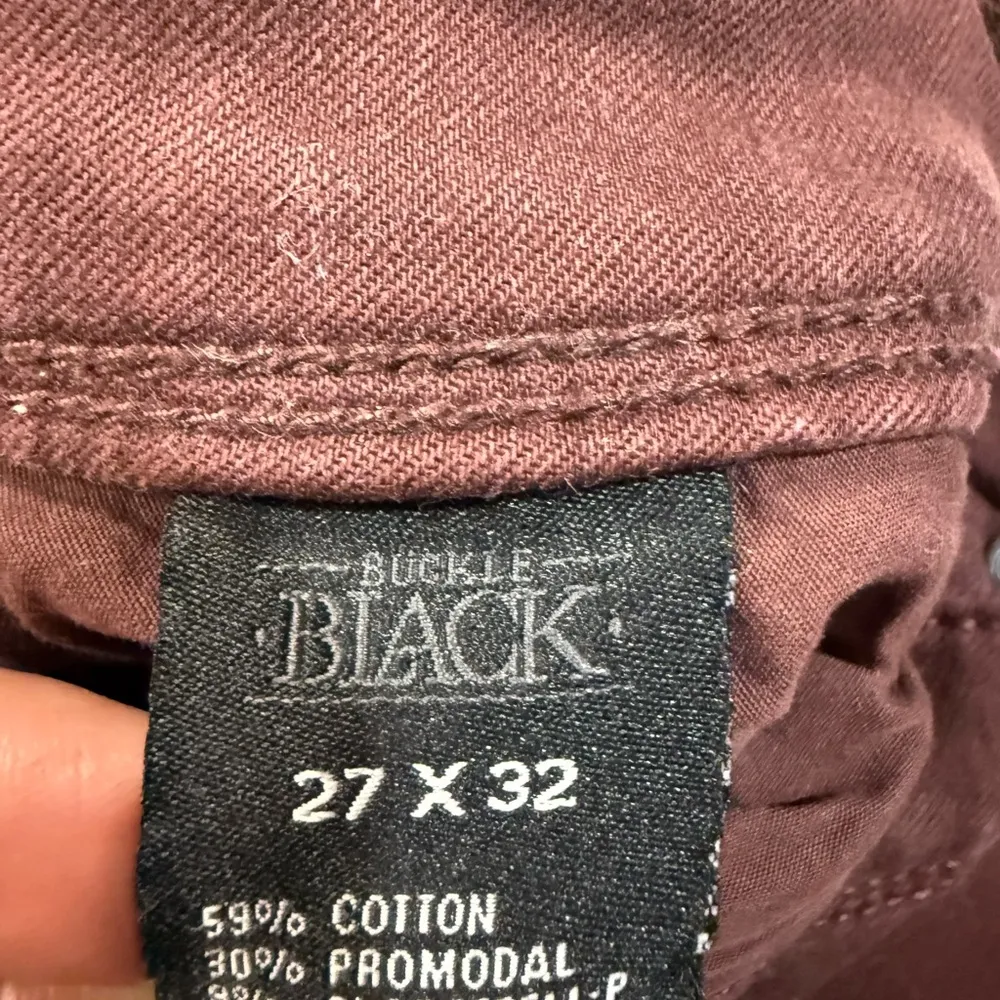 BUCKLE
BLACK
27 X 32
59% COTTON
30% PROMODAL